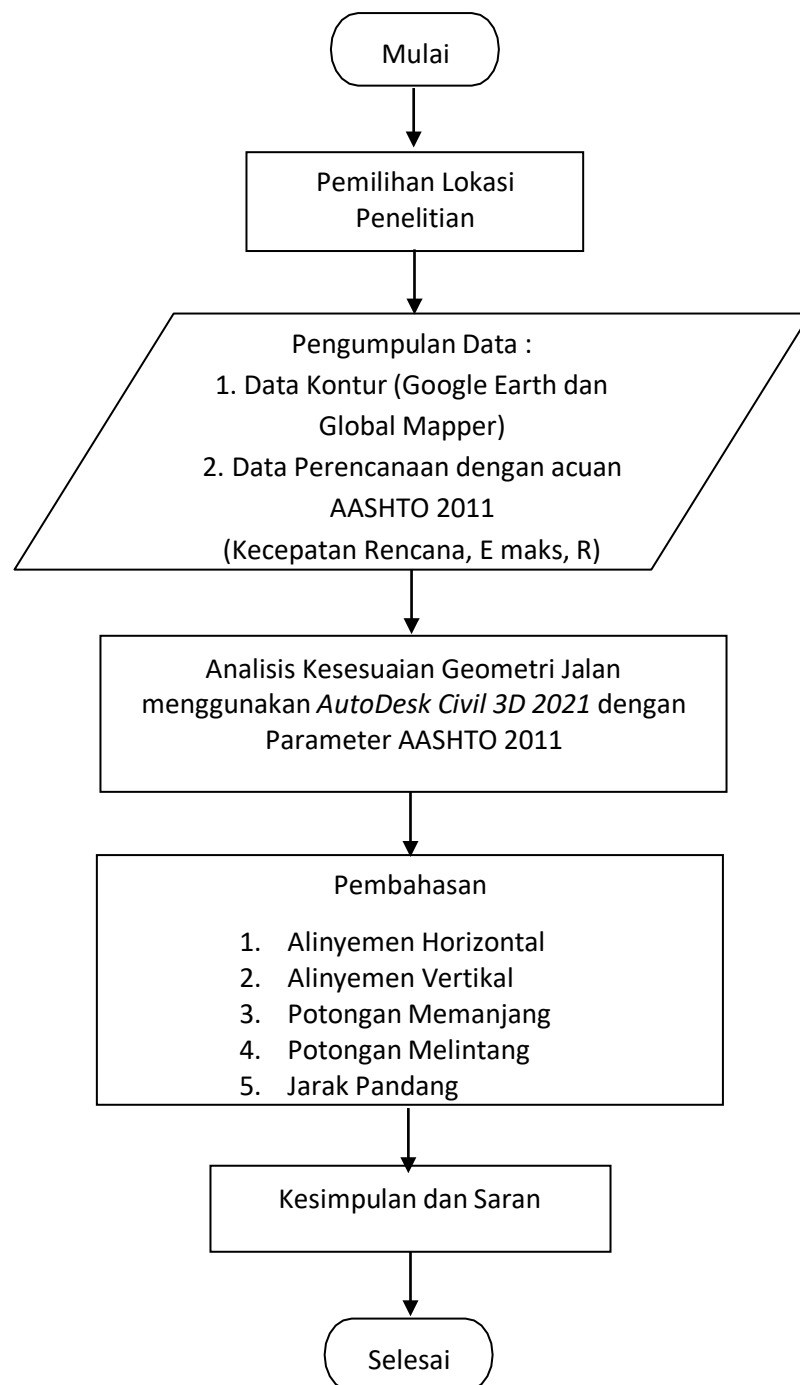 Mulai
Pemilihan Lokasi
Penelitian
Pengumpulan Data :
1. Data Kontur (Google Earth dan
Global Mapper)
2. Data Perencanaan dengan acuan
AASHTO 2011
(Kecepatan Rencana, E maks, R)
Analisis Kesesuaian Geometri Jalan
menggunakan AutoDesk Civil 3D 2021 dengan
Parameter AASHTO 2011
Pembahasan
1. Alinyemen Horizontal
2. Alinyemen Vertikal
3. Potongan Memanjang
4. Potongan Melintang
5. Jarak Pandang
Kesimpulan dan Saran
Selesai